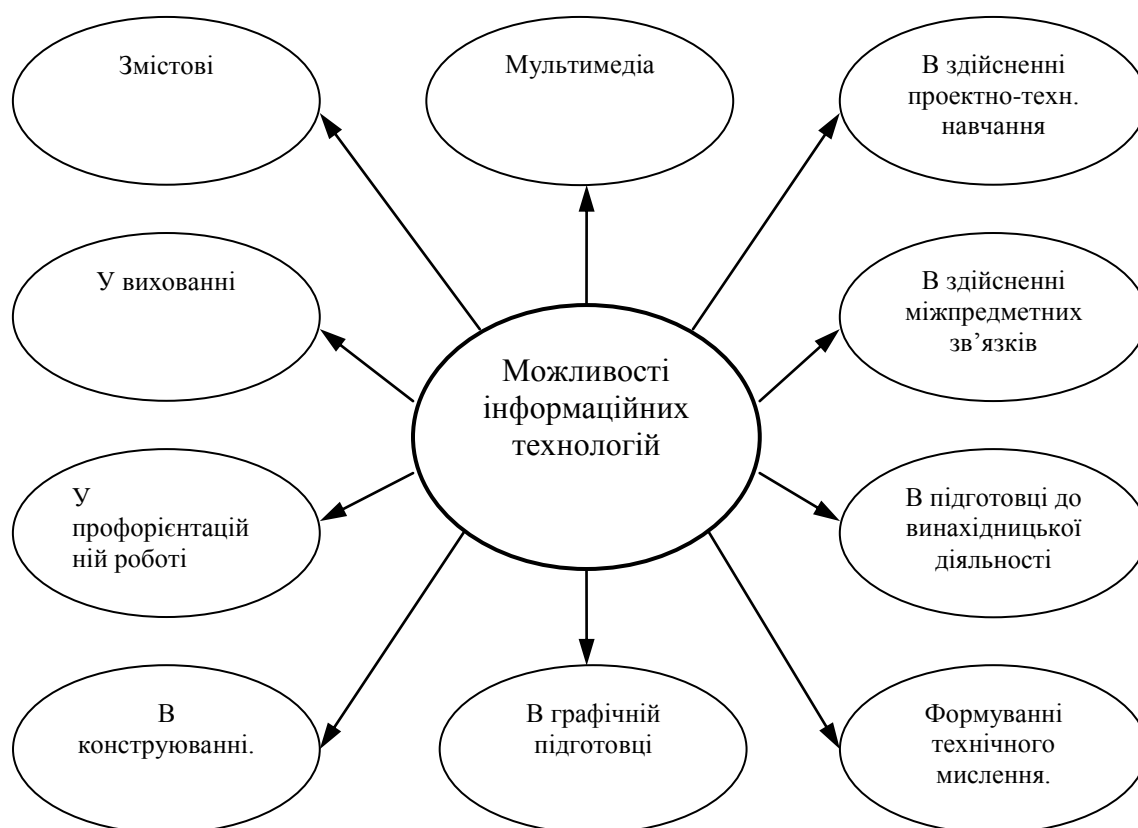 Змістові
Мультимедіа
В здійсненні
проектно-техн.
навчання
У вихованні
В здійсненні
міжпредметних
зв’язків
Можливості
інформаційних
технологій
У
профорієнтацій
ній роботі
В підготовці до
винахідницької
діяльності
В
конструюванні.
В графічній
підготовці
Формуванні
технічного
мислення.